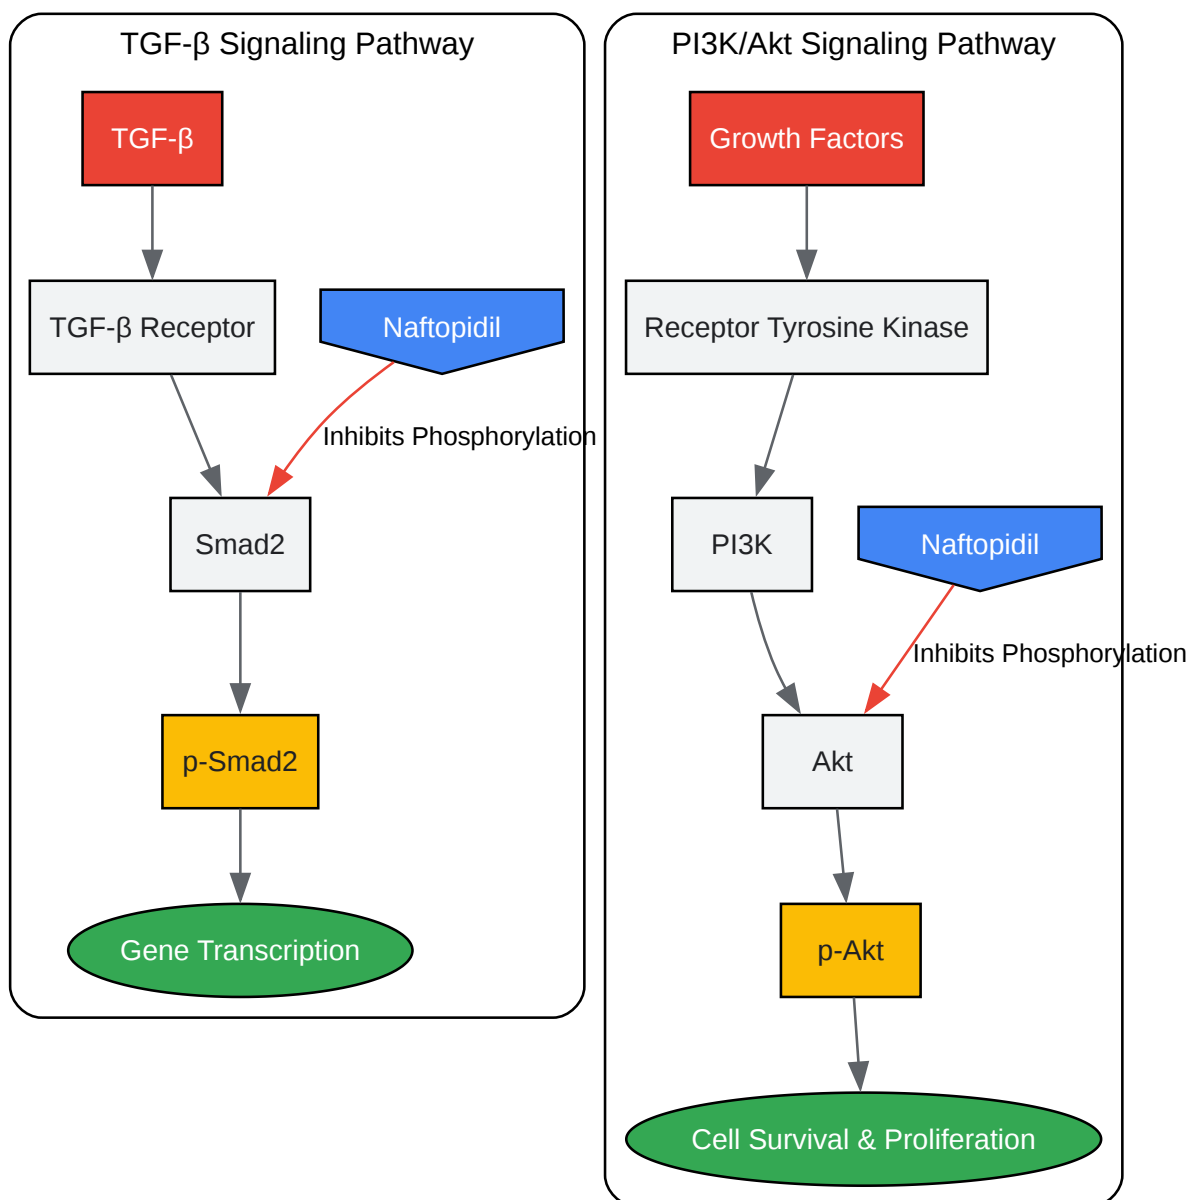 TGF-β Signaling Pathway
TGF-β
TGF-β Receptor
Naftopidil
Inhibits Phosphorylation
Smad2
p-Smad2
Gene Transcription
PI3K/Akt Signaling Pathway
Growth Factors
Receptor Tyrosine Kinase
PI3K
Naftopidil
Inhibits Phosphorylation
Akt
p-Akt
Cell Survival & Proliferation